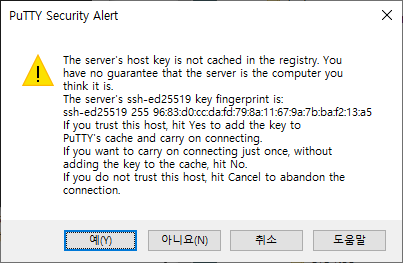 PuTTY Security Alert
The server's host key is not cached in the registry. You
have no guarantee that the server is the computer you
think it is.
The server's ssh-ed25519 key fingerprint is:
ssh-ed25519 255 96:83:d0:cc:da:fd:79:8a:11:67:9a:7b:ba:f2:13:a5
If you trust this host, hit Yes to add the key to
PuTTY's cache and carry on connecting.
If you want to carry on connecting just once, without
adding the key to the cache, hit No.
If you do not trust this host, hit Cancel to abandon the
connection.
예(Y) 아니요(N) 취소 도움말